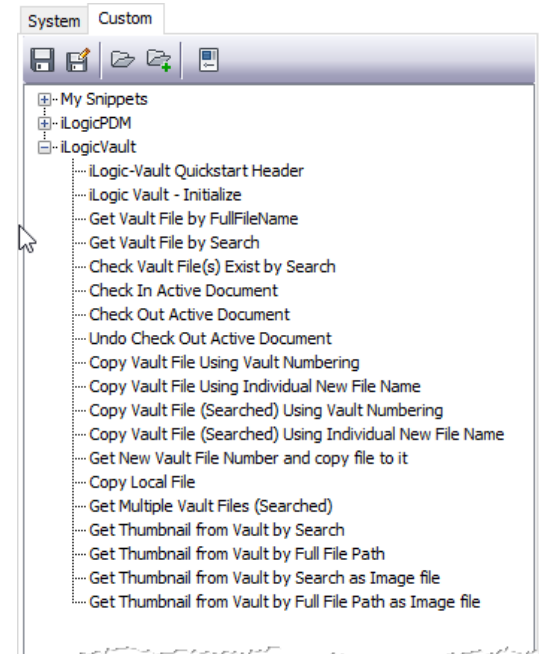 System Custom
My Snippets
iLogicPDM
iLogicVault
iLogic-Vault Quickstart Header
iLogic Vault - Initialize
Get Vault File by FullFileName
Get Vault File by Search
Check Vault File(s) Exist by Search
Check In Active Document
Check Out Active Document
Undo Check Out Active Document
Copy Vault File Using Vault Numbering
Copy Vault File Using Individual New File Name
Copy Vault File (Searched) Using Vault Numbering
Copy Vault File (Searched) Using Individual New File Name
Get New Vault File Number and copy file to it
Copy Local File
Get Multiple Vault Files (Searched)
Get Thumbnail from Vault by Search
Get Thumbnail from Vault by Full File Path
Get Thumbnail from Vault by Search as Image file
Get Thumbnail from Vault by Full File Path as Image file